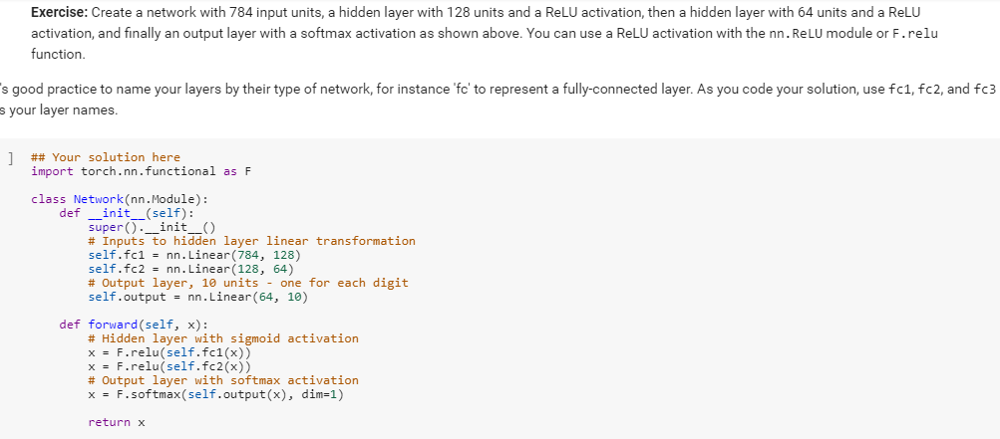 Exercise: Create a network with 784 input units, a hidden layer with 128 units and a ReLU activation, then a hidden layer with 64 units and a ReLU
activation, and finally an output layer with a softmax activation as shown above. You can use a ReLU activation with the nn.ReLU module or F.relu
function.
's good practice to name your layers by their type of network, for instance 'fc' to represent a fully-connected layer. As you code your solution, use fc1, fc2, and fc3
s your layer names.
] ## Your solution here
import torch.nn.functional as F
class Network(nn.Module):
    def __init__(self):
        super().__init__()
        # Inputs to hidden layer linear transformation
        self.fc1 = nn.Linear(784, 128)
        self.fc2 = nn.Linear(128, 64)
        # Output layer, 10 units - one for each digit
        self.output = nn.Linear(64, 10)
    def forward(self, x):
        # Hidden layer with sigmoid activation
        x = F.relu(self.fc1(x))
        x = F.relu(self.fc2(x))
        # Output layer with softmax activation
        x = F.softmax(self.output(x), dim=1)
        return x